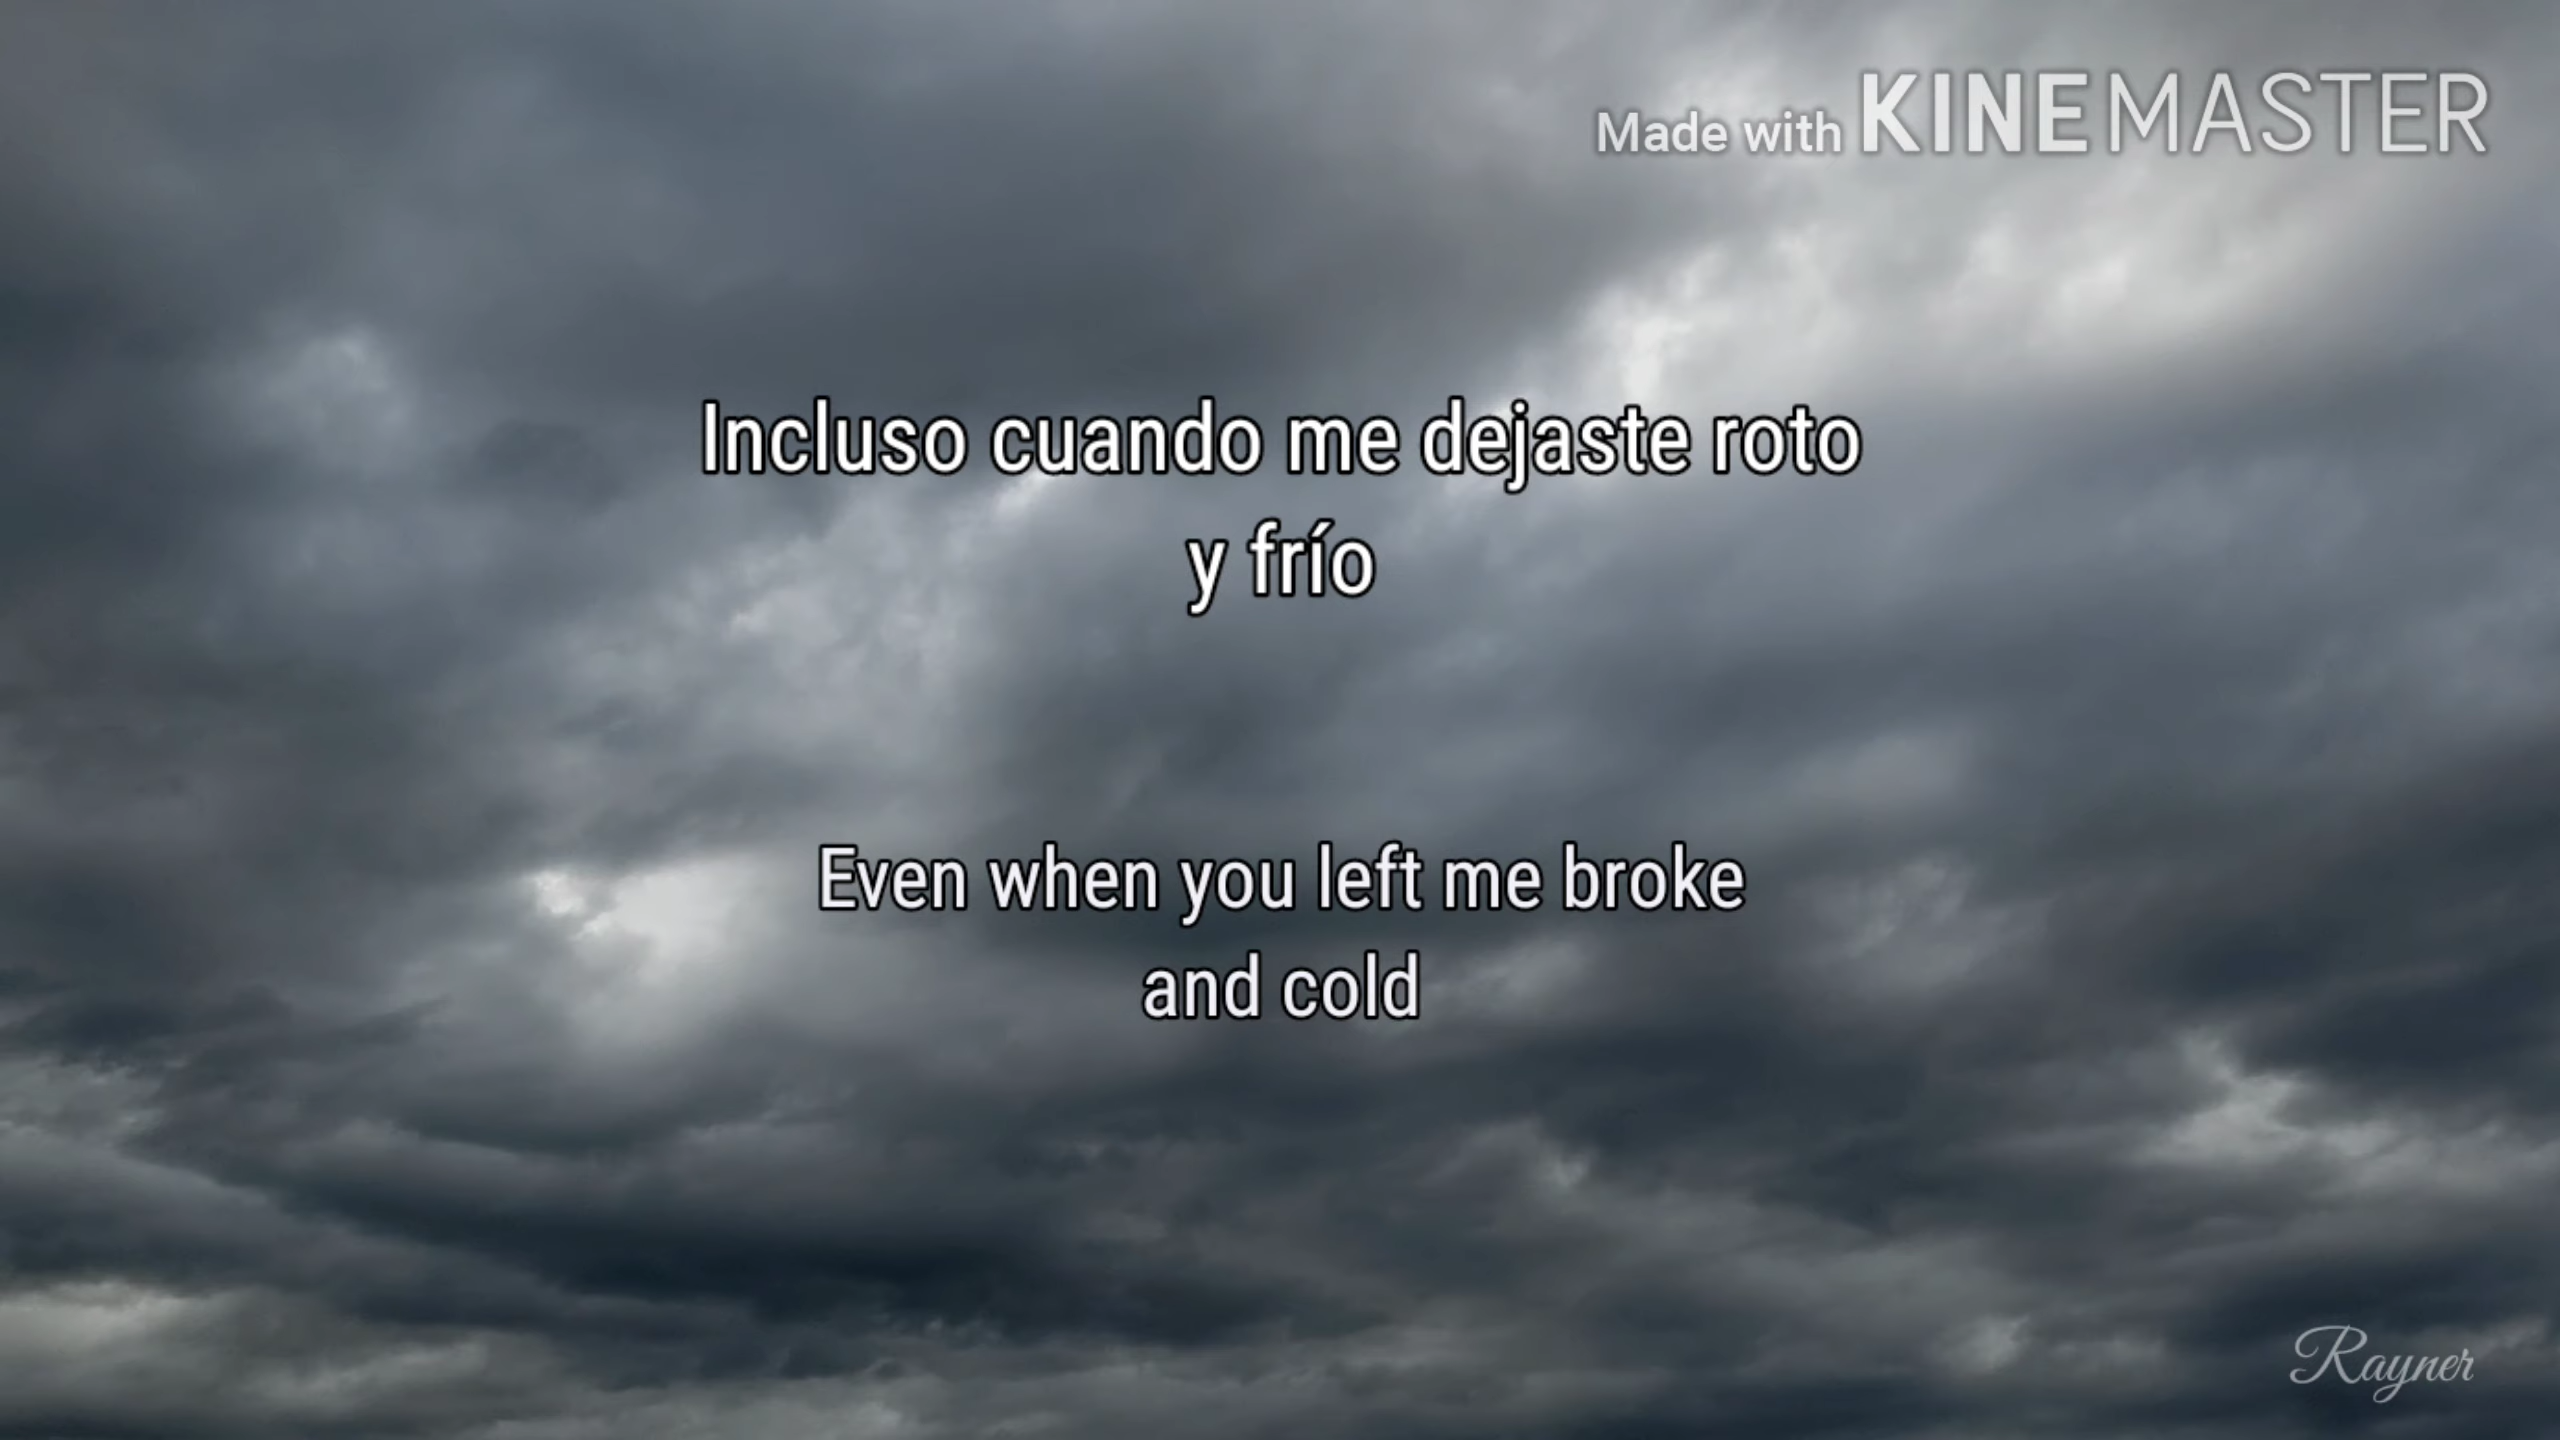 Made with KINEMASTER
Incluso cuando me dejaste roto
y frío
Even when you left me broke
and cold
Rayner